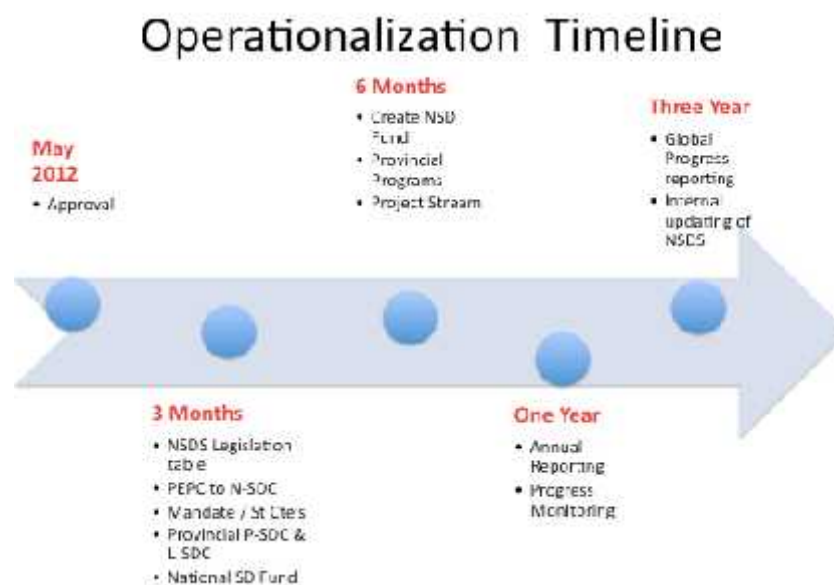 Operationalization Timeline
May
2012
• Approval
3 Months
• NSDS Legislation
table
• PEPC to N-SDC
• Mandate / St Cte's
• Provincial P-SDC &
L SDC
• National SD Fund
6 Months
• Create NSD
Fund
• Provincial
Programs
• Project Stream
One Year
• Annual
Reporting
• Progress
Monitoring
Three Year
• Global
Progress
reporting
• Internal
updating of
NSDS